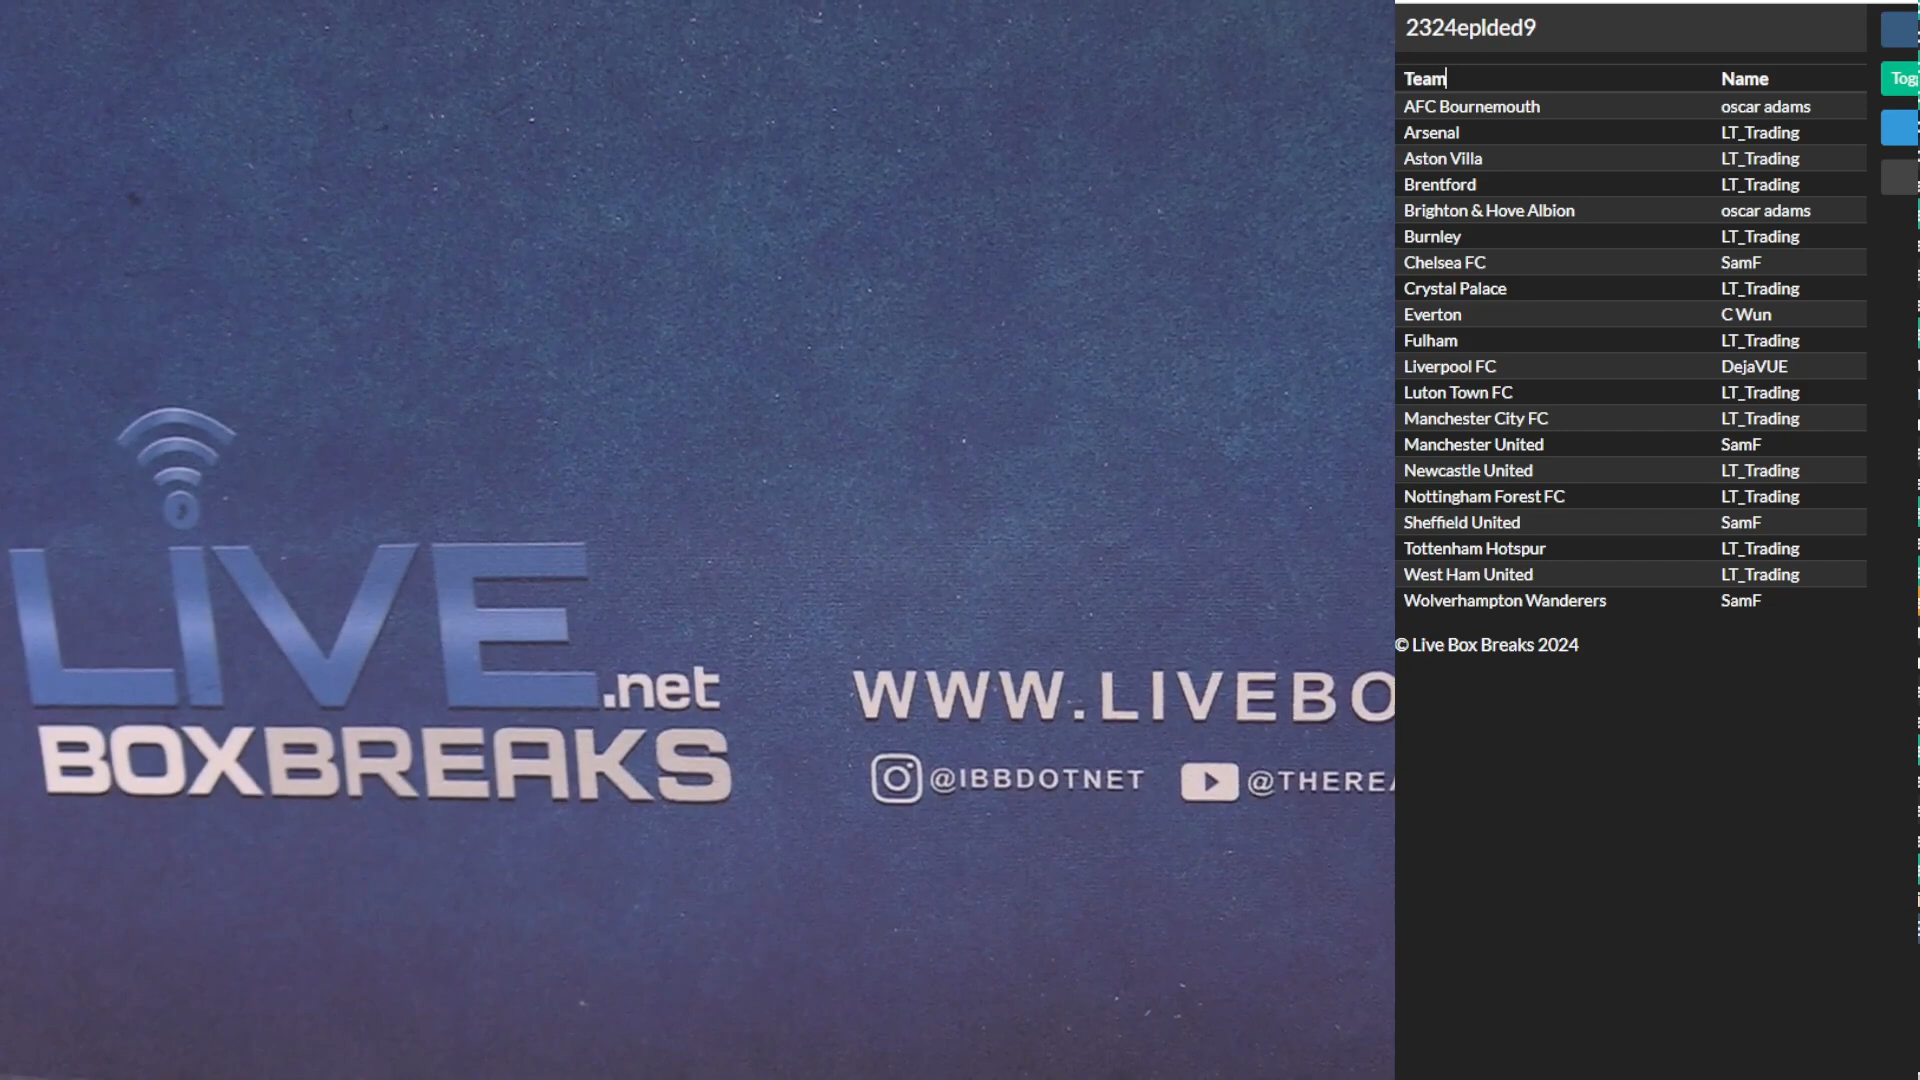 LIVE.net
BOXBREAKS
WWW.LIVEBO
@IBBDOTNET @THEREA
2324eplded9
Team Name
AFC Bournemouth oscar adams
Arsenal LT_Trading
Aston Villa LT_Trading
Brentford LT_Trading
Brighton & Hove Albion oscar adams
Burnley LT_Trading
Chelsea FC SamF
Crystal Palace LT_Trading
Everton C Wun
Fulham LT_Trading
Liverpool FC DejaVUE
Luton Town FC LT_Trading
Manchester City FC LT_Trading
Manchester United SamF
Newcastle United LT_Trading
Nottingham Forest FC LT_Trading
Sheffield United SamF
Tottenham Hotspur LT_Trading
West Ham United LT_Trading
Wolverhampton Wanderers SamF
© Live Box Breaks 2024
Tog